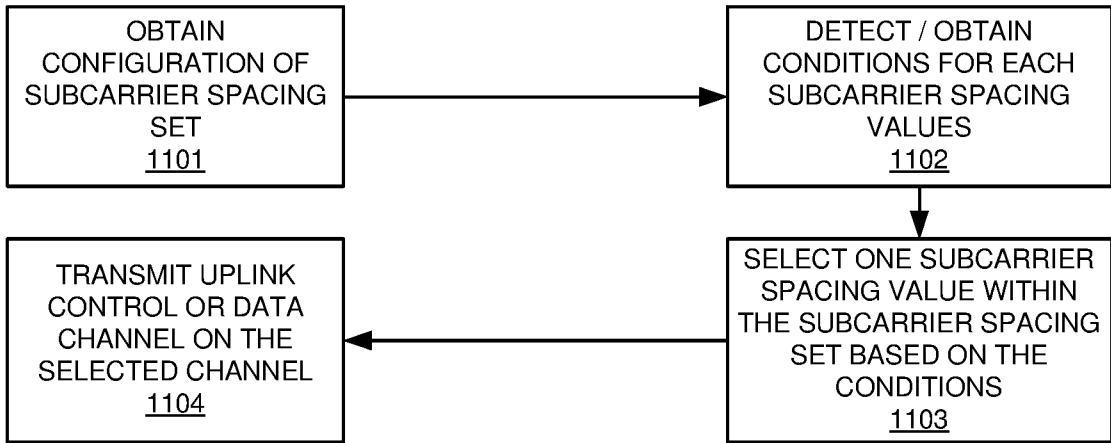 OBTAIN
CONFIGURATION OF
SUBCARRIER SPACING
SET
1101
DETECT / OBTAIN
CONDITIONS FOR EACH
SUBCARRIER SPACING
VALUES
1102
SELECT ONE SUBCARRIER
SPACING VALUE WITHIN
THE SUBCARRIER SPACING
SET BASED ON THE
CONDITIONS
1103
TRANSMIT UPLINK
CONTROL OR DATA
CHANNEL ON THE
SELECTED CHANNEL
1104